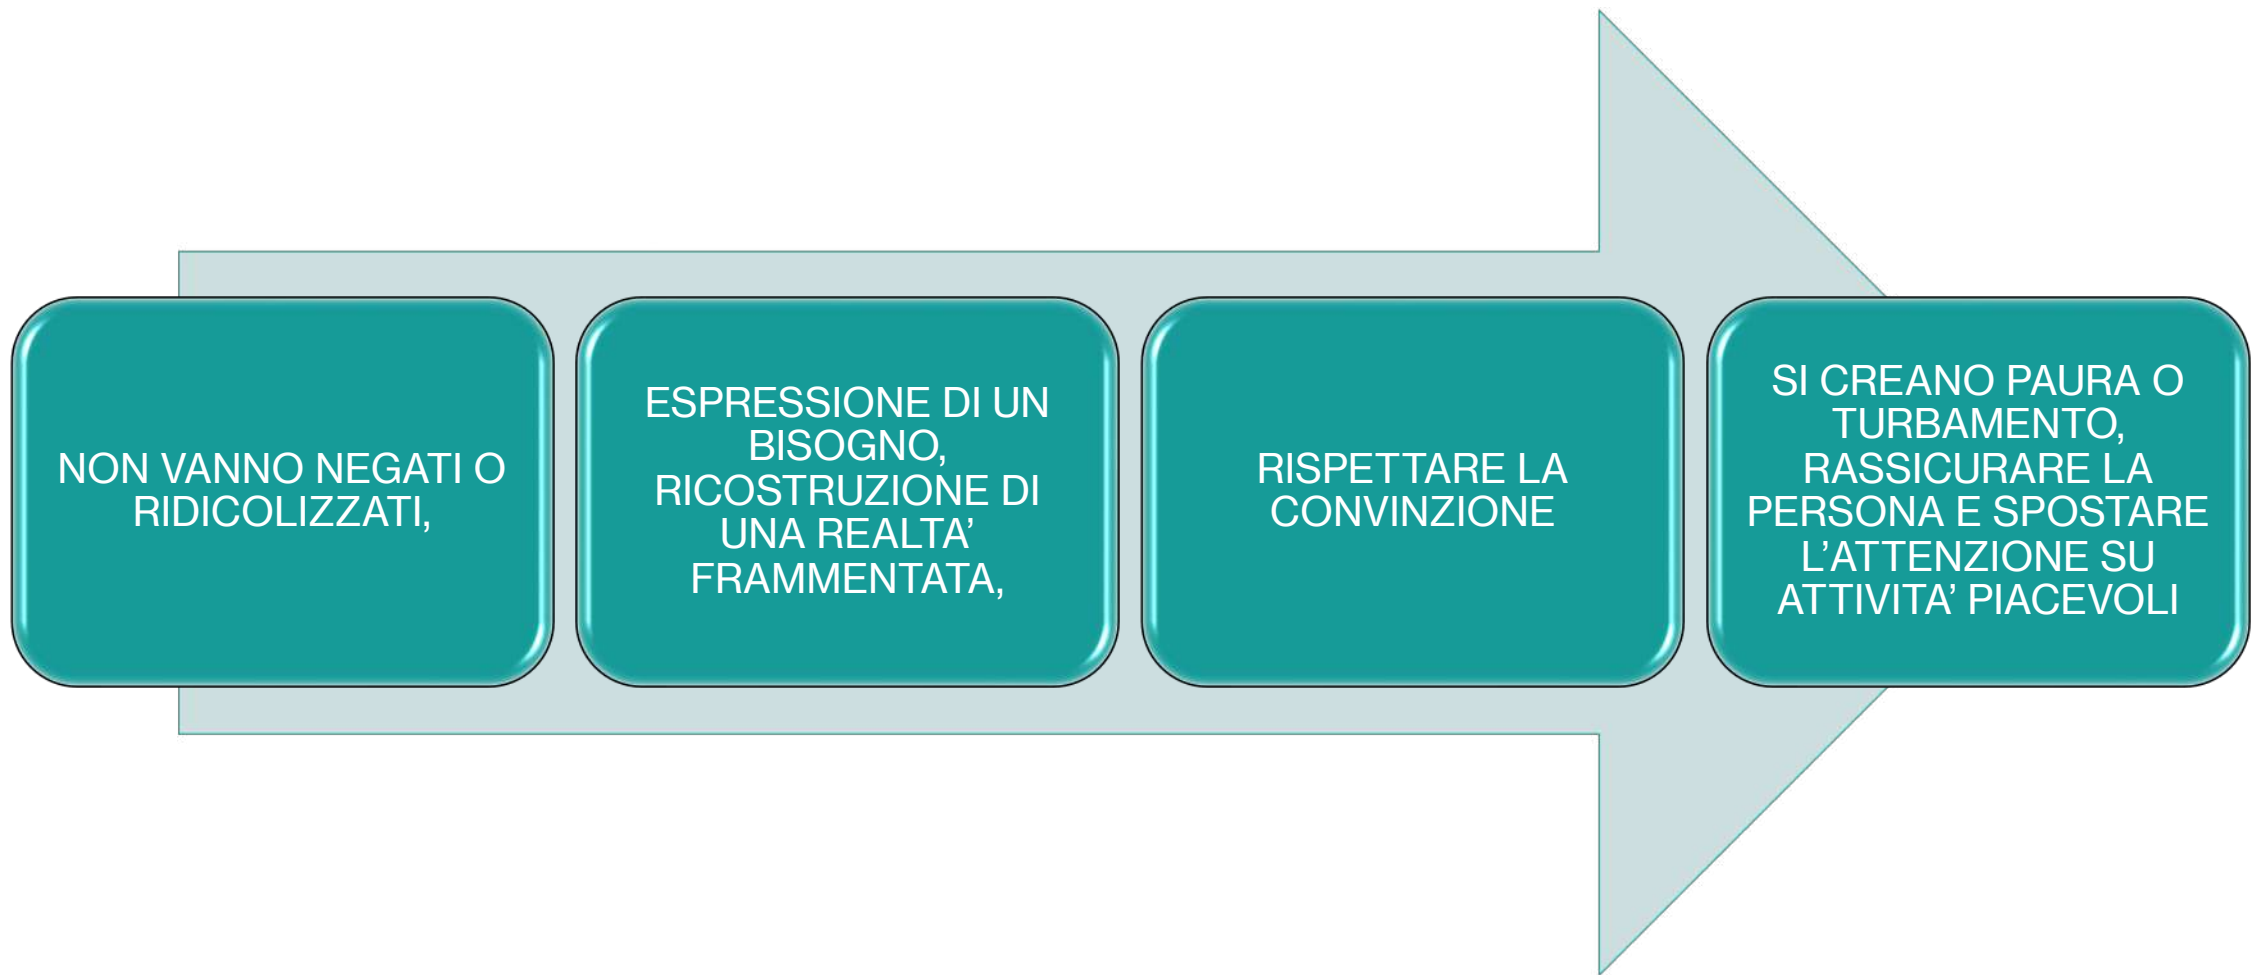 NON VANNO NEGATI O
RIDICOLIZZATI,
ESPRESSIONE DI UN
BISOGNO,
RICOSTRUZIONE DI
UNA REALTA’
FRAMMENTATA,
RISPETTARE LA
CONVINZIONE
SI CREANO PAURA O
TURBAMENTO,
RASSICURARE LA
PERSONA E SPOSTARE
L’ATTENZIONE SU
ATTIVITA’ PIACEVOLI